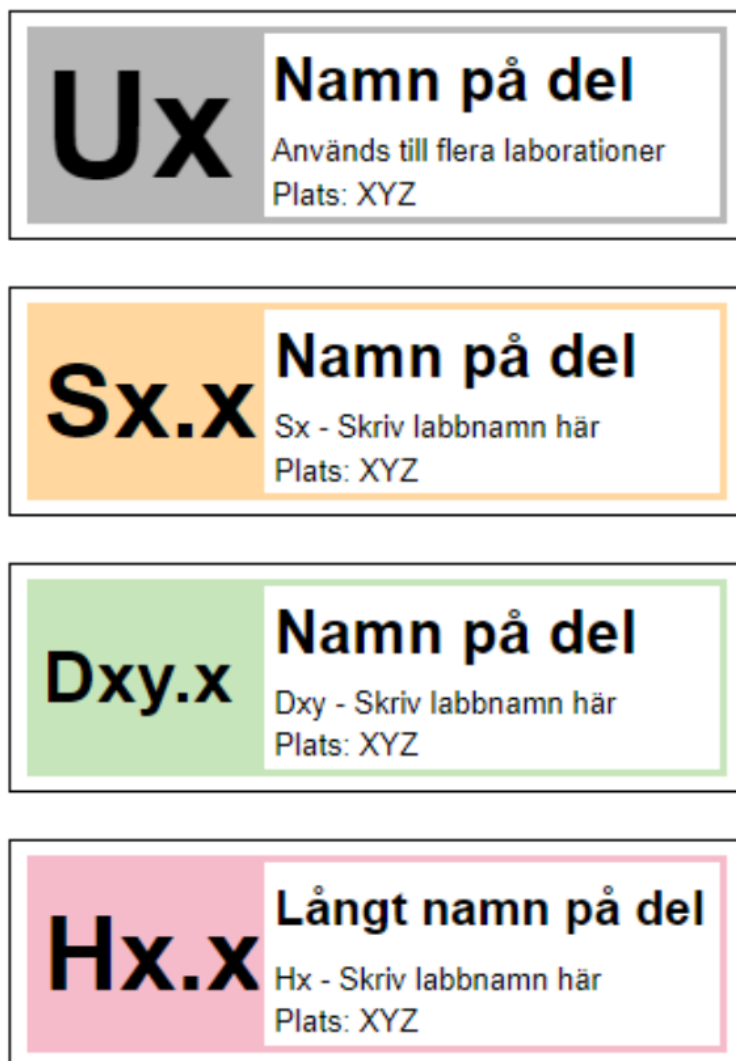 Ux
Namn på del
Används till flera laborationer
Plats: XYZ
Sx.x
Namn på del
Sx - Skriv labbnamn här
Plats: XYZ
Dxy.x
Namn på del
Dxy - Skriv labbnamn här
Plats: XYZ
Hx.x
Långt namn på del
Hx - Skriv labbnamn här
Plats: XYZ